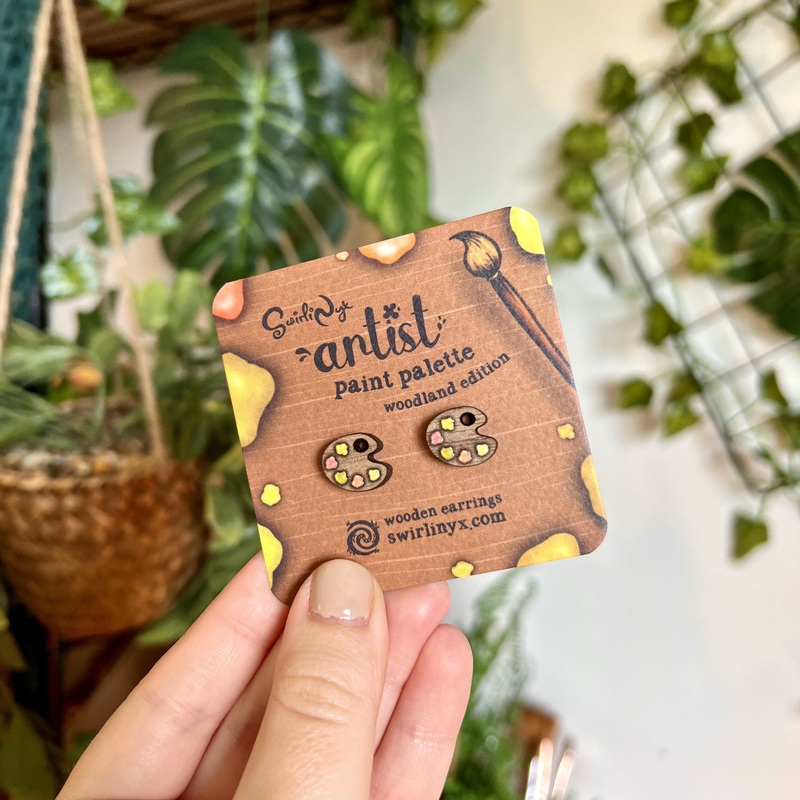 SwirliNyx
artist
paint palette
woodland edition
wooden earrings
swirlinyx.com